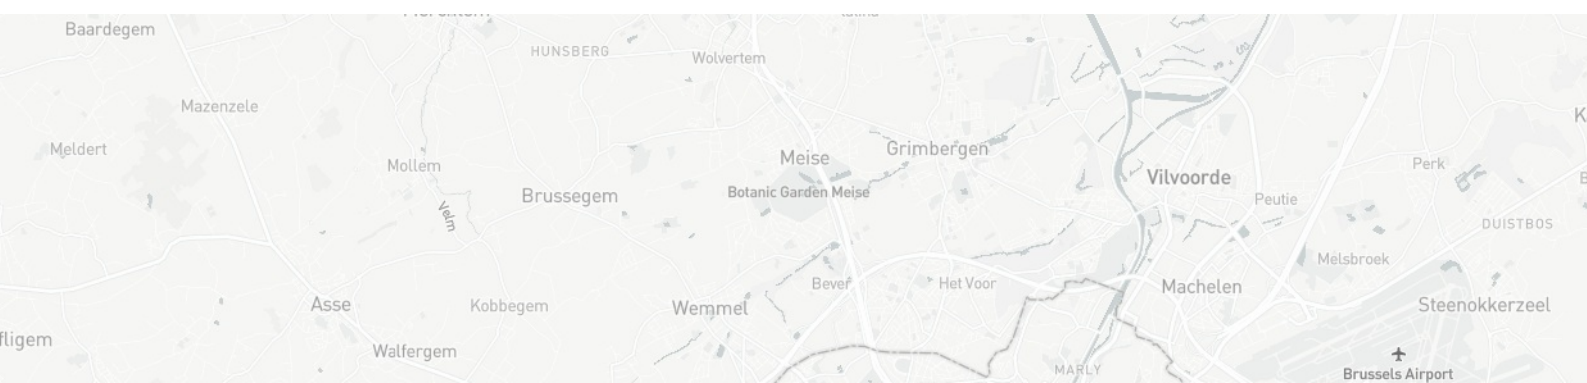 Baardegem
HUNSBERG
Wolvertem
Mazenzele
Meldert
Mollem
Meise
Grimbergen
Perk
Vilvoorde
Botanic Garden Meise
Brussegem
Peutie
Velm
DUISTBOS
Melsbroek
Het Voor
Machelen
Asse
Kobbegem
Wemmel
Steenokkerzeel
fligem
Walfergem
MARLY
Brussels Airport